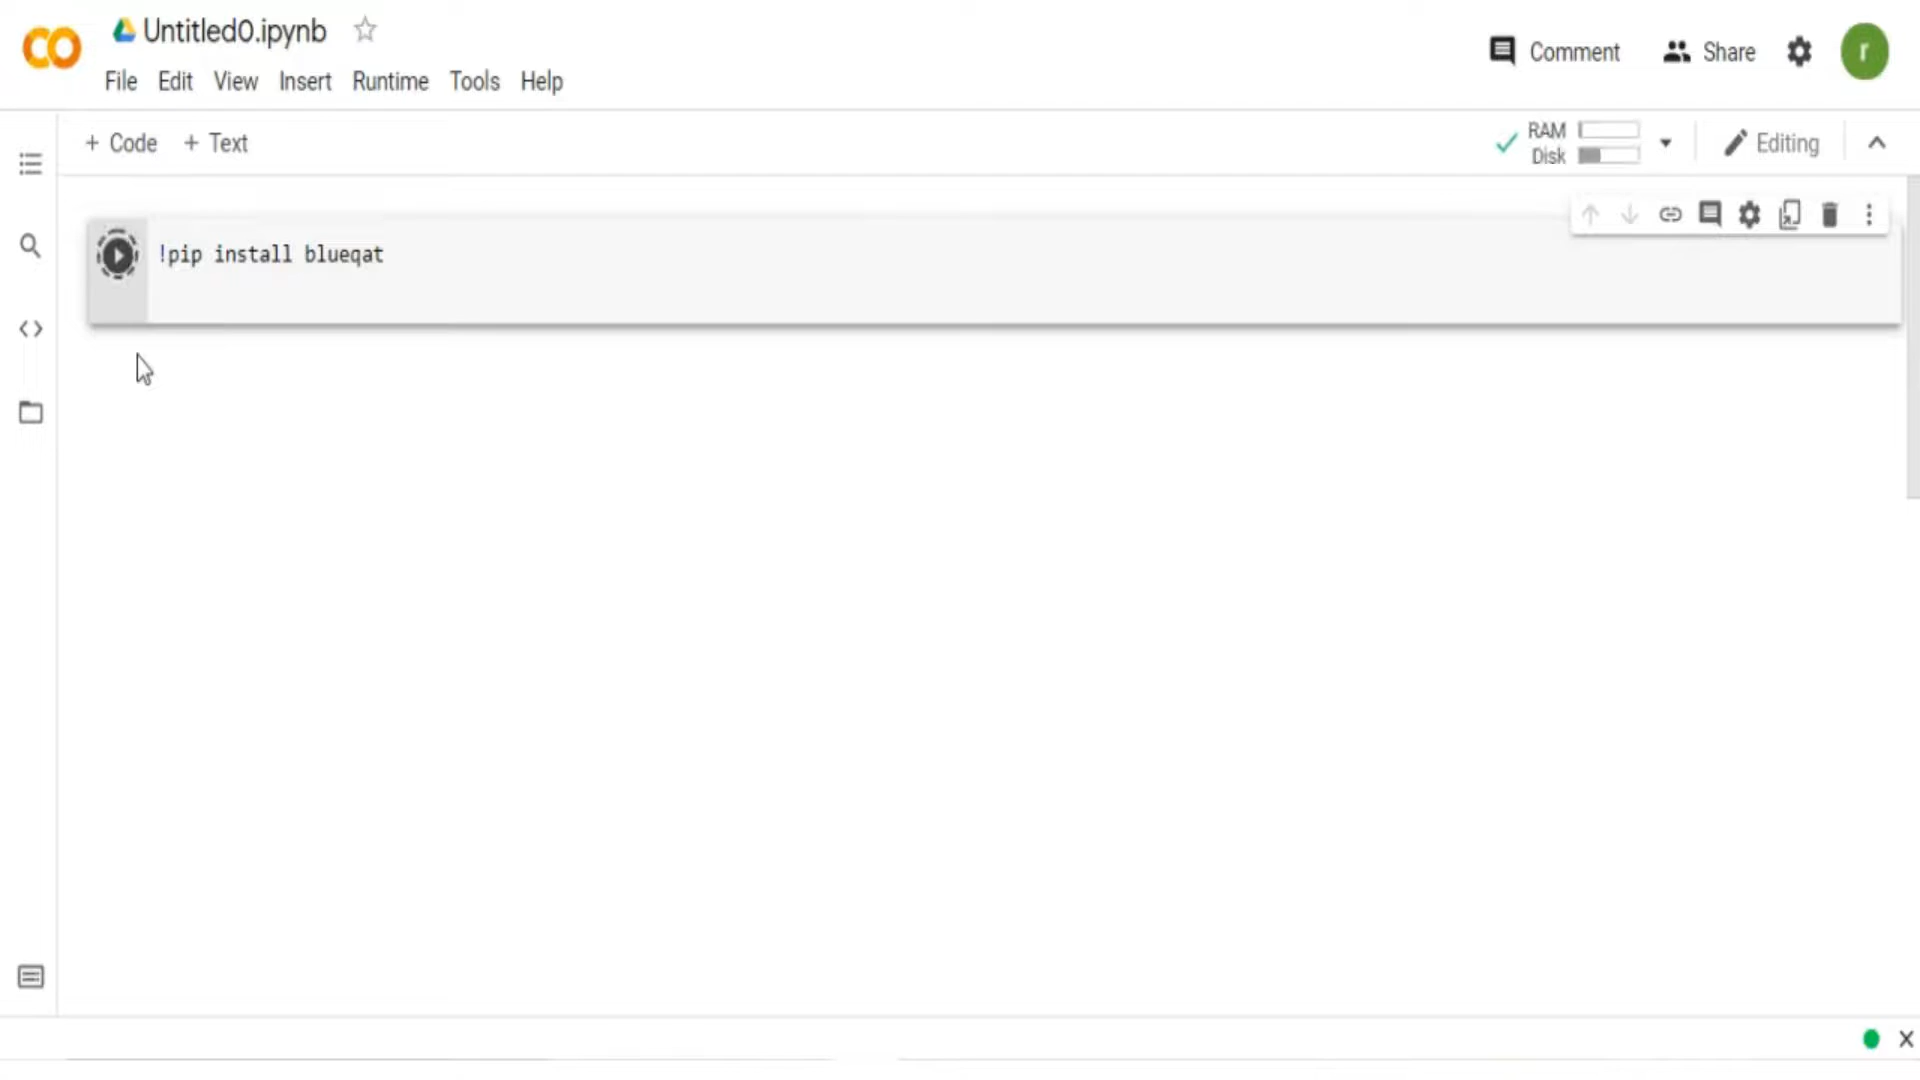 Untitled0.ipynb
Comment Share r
File Edit View Insert Runtime Tools Help
+ Code + Text
RAM
Disk
Editing
!pip install blueqat